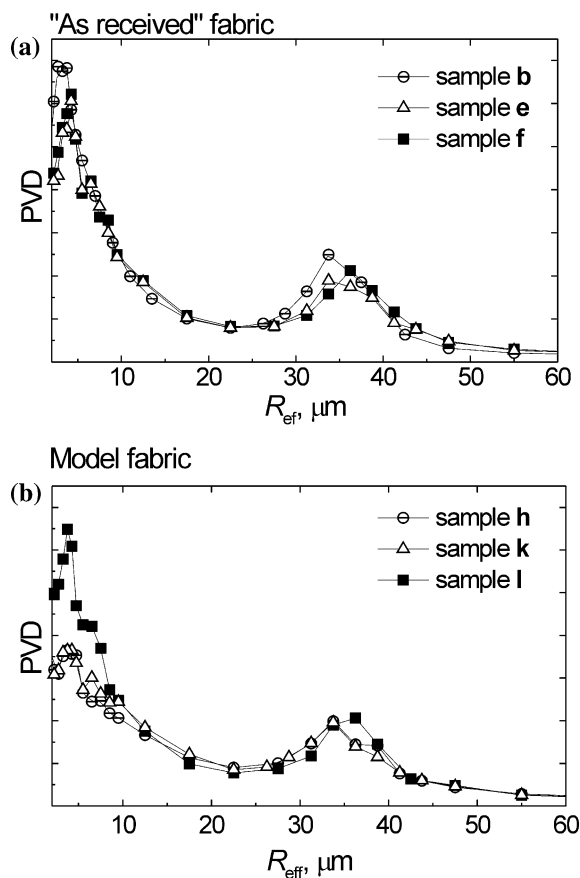 "As received" fabric
(a)
sample b
sample e
sample f
PVD
10 20 30 40 50 60
Ref, μm
Model fabric
(b)
sample h
sample k
sample l
PVD
10 20 30 40 50 60
Reff, μm